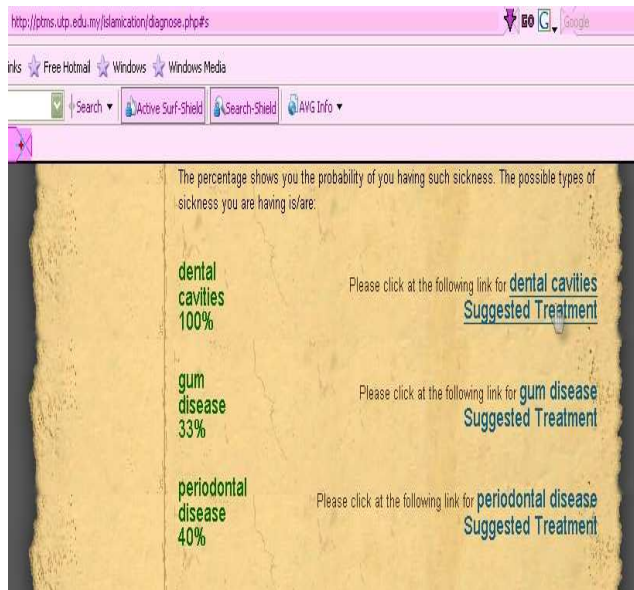 http://ptms.utp.edu.my/islamication/diagnose.php#s GO G Google
inks Free Hotmail Windows Windows Media
Search Active Surf-Shield Search-Shield AVG Info
The percentage shows you the probability of you having such sickness. The possible types of
sickness you are having is/are:
dental
cavities
100%
Please click at the following link for dental cavities
Suggested Treatment
gum
disease
33%
Please click at the following link for gum disease
Suggested Treatment
periodontal
disease
40%
Please click at the following link for periodontal disease
Suggested Treatment